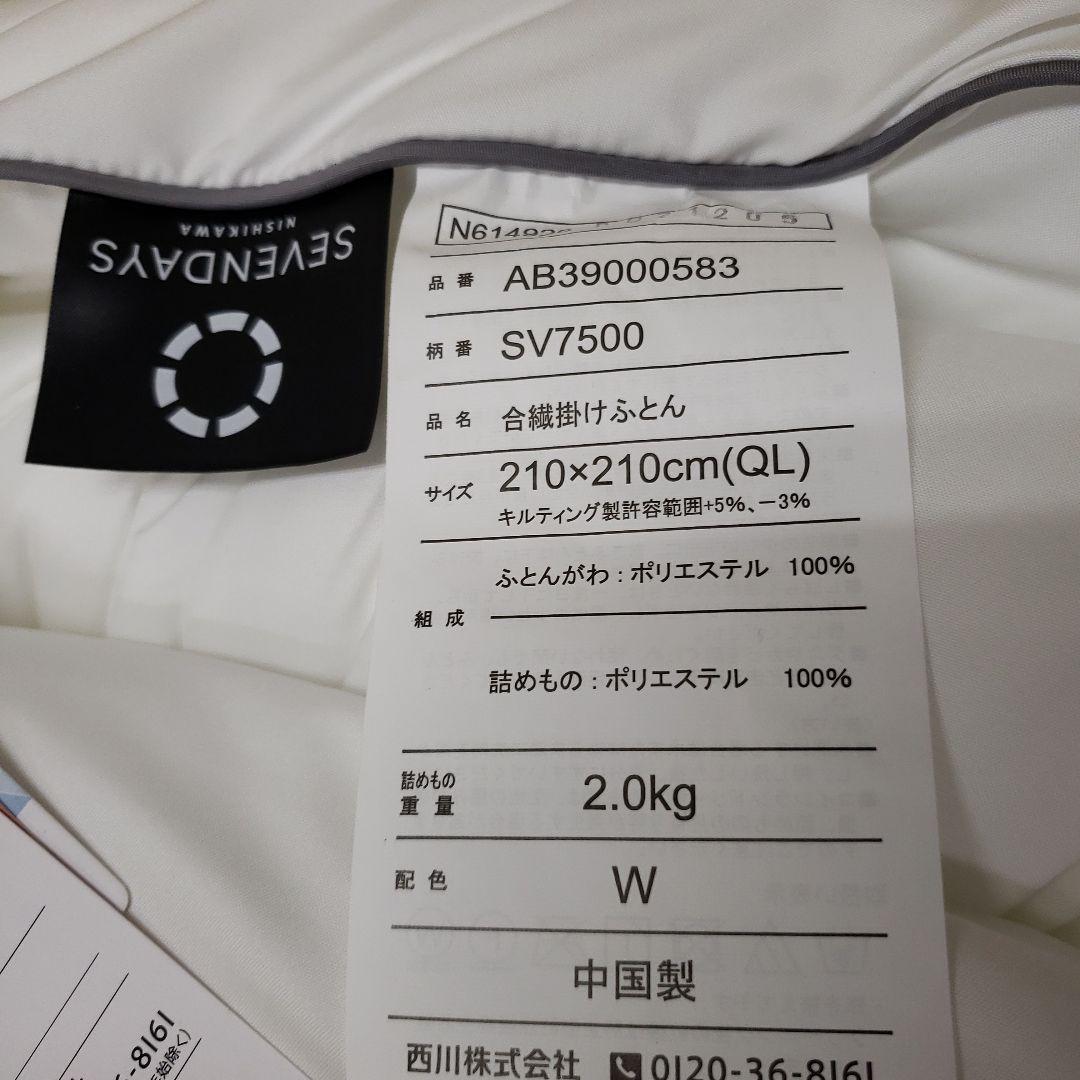 SEVENDAYS
NISHIKAWA
品番 AB39000583
柄番 SV7500
品名 合繊掛けふとん
サイズ 210×210cm(QL)
キルティング製許容範囲+5%、−3%
組成
ふとんがわ：ポリエステル 100%
詰めもの：ポリエステル 100%
詰めもの
重量 2.0kg
配色 W
中国製
西川株式会社 0120-36-8161